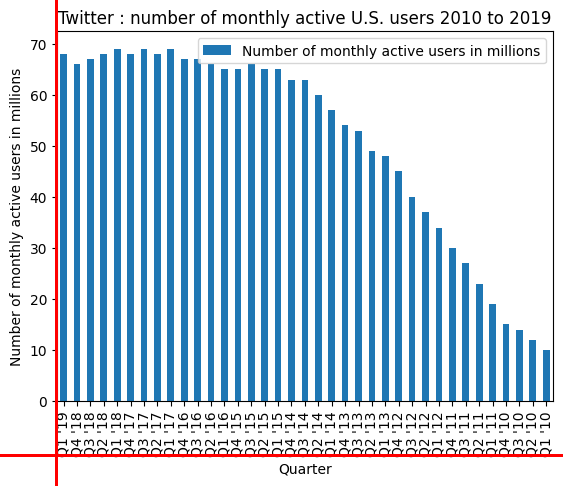 Twitter : number of monthly active U.S. users 2010 to 2019
Number of monthly active users in millions
Number of monthly active users in millions
70
60
50
40
30
20
10
0
Q1 '19
Q4 '18
Q3 '18
Q2 '18
Q1 '18
Q4 '17
Q3 '17
Q2 '17
Q1 '17
Q4 '16
Q3 '16
Q2 '16
Q1 '16
Q4 '15
Q3 '15
Q2 '15
Q1 '15
Q4 '14
Q3 '14
Q2 '14
Q1 '14
Q4 '13
Q3 '13
Q2 '13
Q1 '13
Q4 '12
Q3 '12
Q2 '12
Q1 '12
Q4 '11
Q3 '11
Q2 '11
Q1 '11
Q4 '10
Q3 '10
Q2 '10
Q1 '10
Quarter